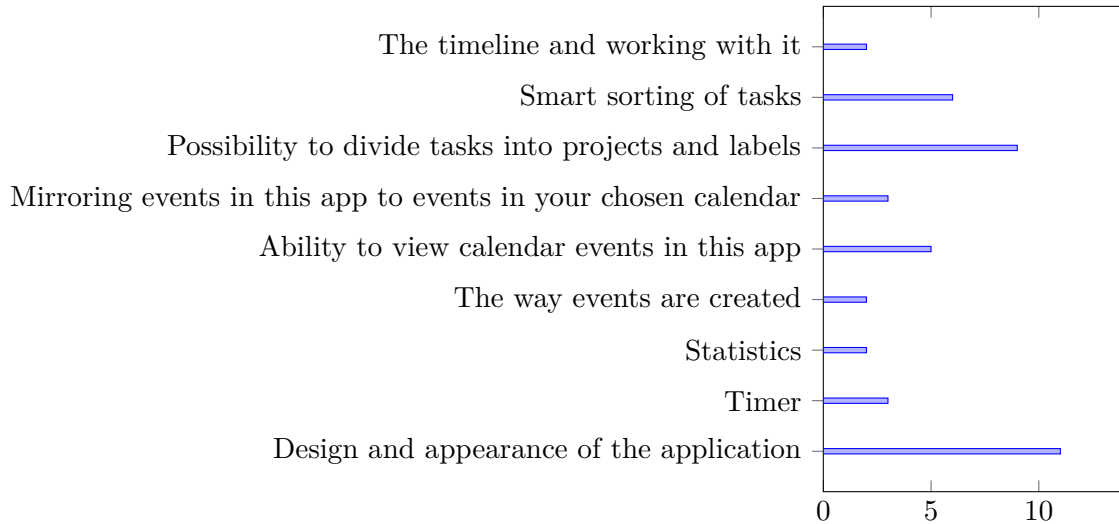 The timeline and working with it
Smart sorting of tasks
Possibility to divide tasks into projects and labels
Mirroring events in this app to events in your chosen calendar
Ability to view calendar events in this app
The way events are created
Statistics
Timer
Design and appearance of the application
0 5 10